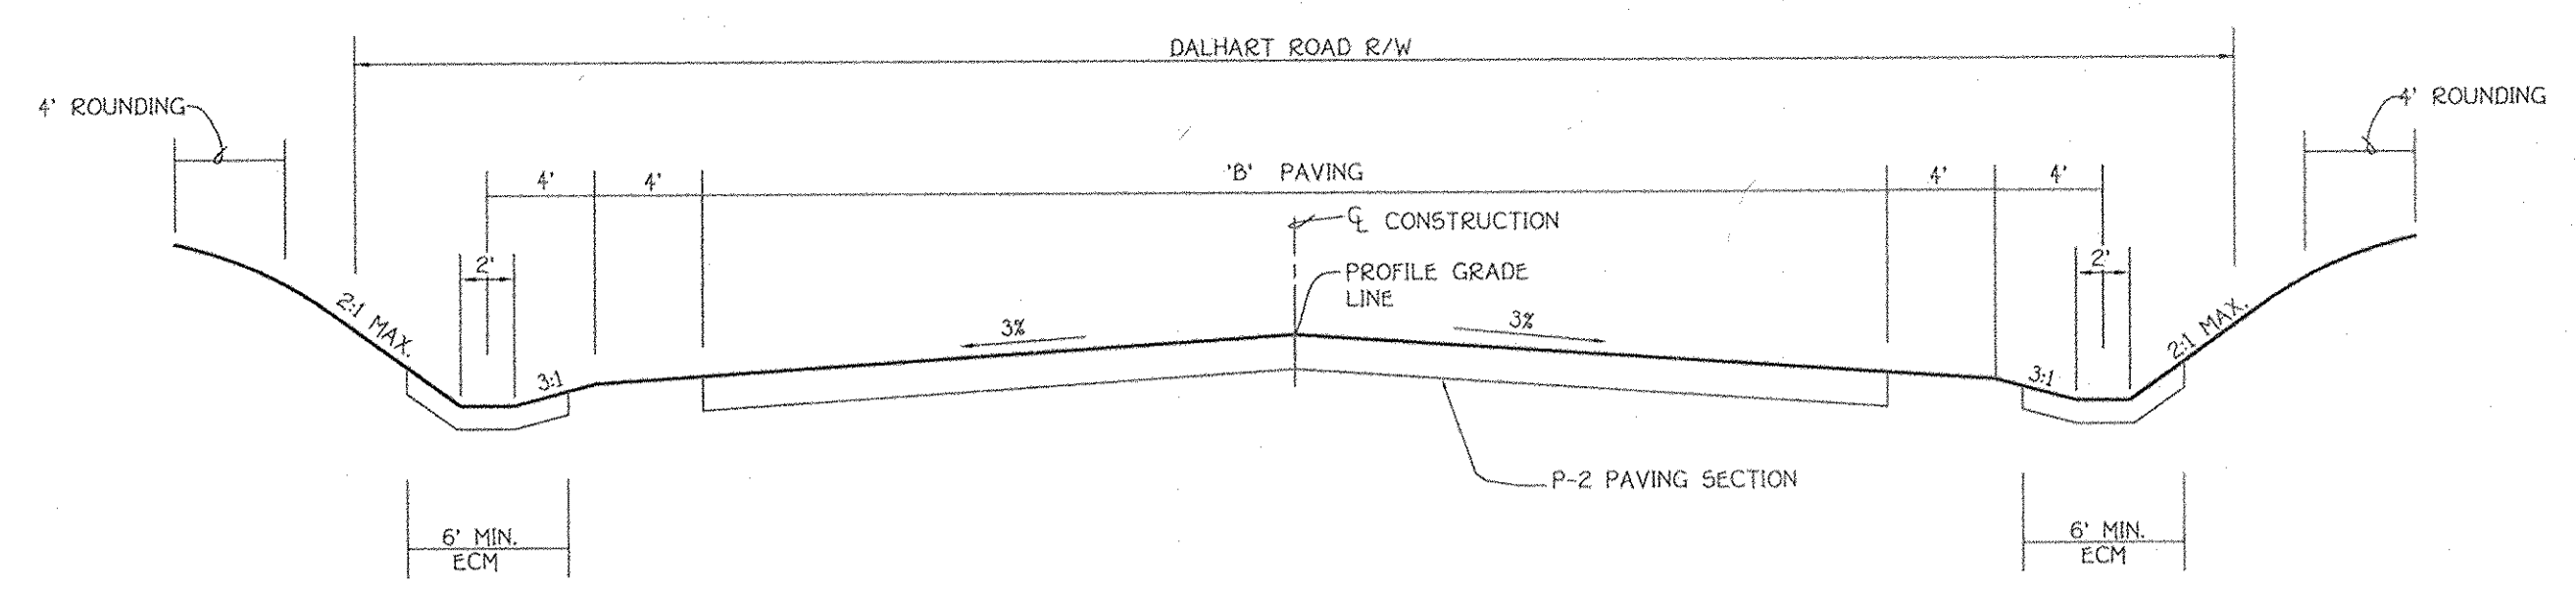 DALHART ROAD R/W
4' ROUNDING
4' ROUNDING
4'
4'
'B' PAVING
4'
4'
℄ CONSTRUCTION
2'
PROFILE GRADE
LINE
2'
2:1 MAX.
3%
3%
2:1 MAX.
3:1
3:1
P-2 PAVING SECTION
6' MIN.
ECM
6' MIN.
ECM